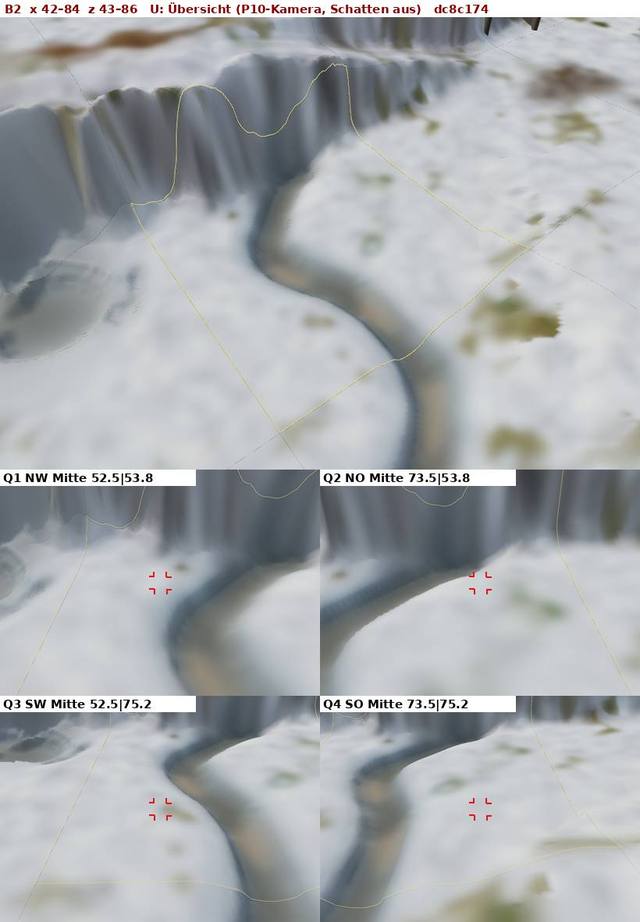 B2 x 42–84 z 43–86 U: Übersicht (P10-Kamera, Schatten aus) dc8c174
Q1 NW Mitte 52.5|53.8
Q2 NO Mitte 73.5|53.8
Q3 SW Mitte 52.5|75.2
Q4 SO Mitte 73.5|75.2